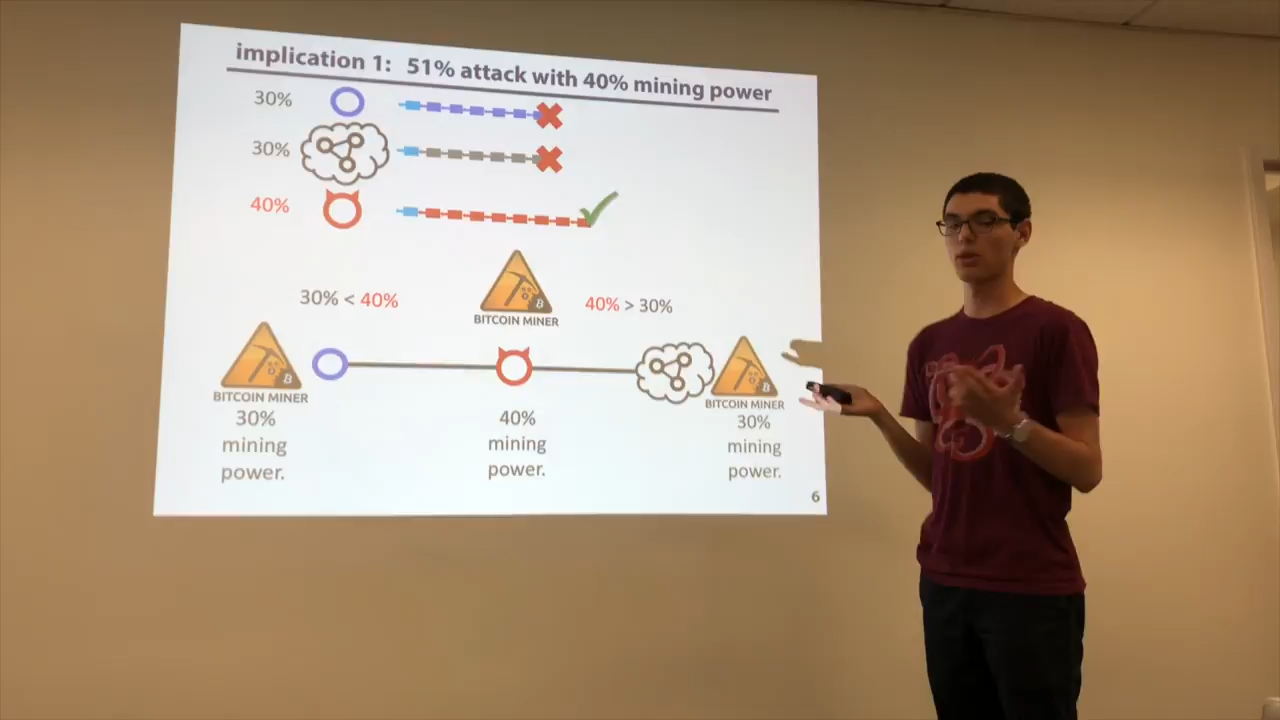 implication 1: 51% attack with 40% mining power
30%
30%
40%
30% < 40%
40% > 30%
BITCOIN MINER
BITCOIN MINER
BITCOIN MINER
30%
mining
power.
40%
mining
power.
30%
mining
power.
6